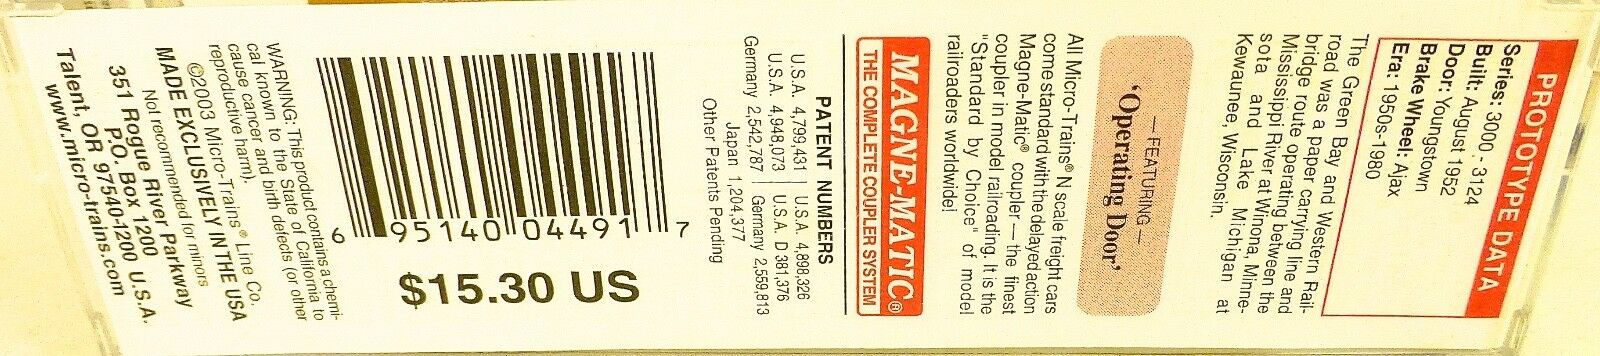 PROTOTYPE DATA
Series: 3000 - 3124
Built: August 1952
Door: Youngstown
Brake Wheel: Ajax
Era: 1950s-1980
The Green Bay and Western Rail-
road was a paper carrying line and
bridge route operating between the
Mississippi River at Winona, Minne-
sota and Lake Michigan at
Kewaunee, Wisconsin.
—FEATURING—
‘Operating Door’
All Micro-Trains® N scale freight cars
come standard with the delayed action
Magne-Matic® coupler — the finest
coupler in model railroading. It is the
"Standard by Choice" of model
railroaders worldwide!
MAGNE-MATIC®
THE COMPLETE COUPLER SYSTEM
PATENT NUMBERS
U.S.A. 4,799,431 | U.S.A. 4,898,326
U.S.A. 4,948,073 | U.S.A. D 381,376
Germany 2,542,787 | Germany 2,559,813
Japan 1,204,377
Other Patents Pending
6 95140 04491 7
$15.30 US
WARNING: This product contains a chemi-
cal known to the State of California to
cause cancer and birth defects (or other
reproductive harm).
©2003 Micro-Trains® Line Co.
MADE EXCLUSIVELY IN THE USA
Not recommended for minors
351 Rogue River Parkway
P.O. Box 1200
Talent, OR 97540-1200 U.S.A.
www.micro-trains.com